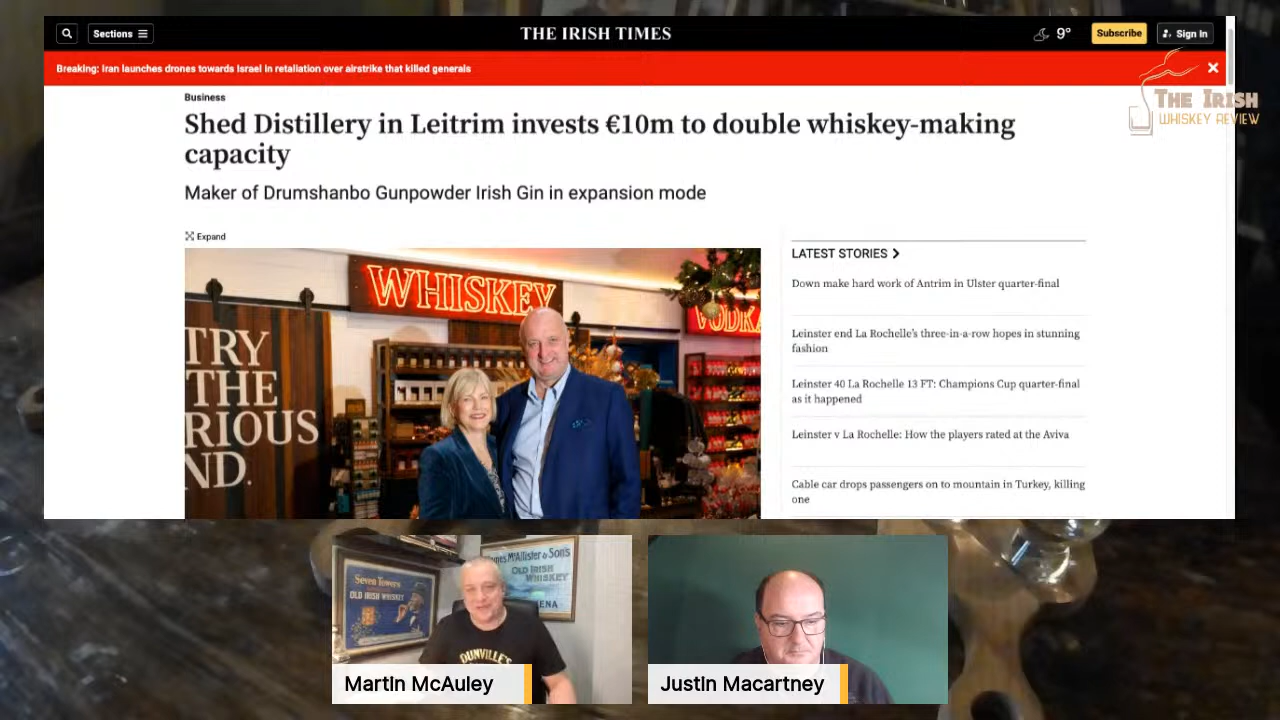 Sections
THE IRISH TIMES
9°
Subscribe
Sign In
Breaking: Iran launches drones towards Israel in retaliation over airstrike that killed generals
THE IRISH
WHISKEY REVIEW
Business
Shed Distillery in Leitrim invests €10m to double whiskey-making
capacity
Maker of Drumshanbo Gunpowder Irish Gin in expansion mode
Expand
WHISKEY
VODKA
TRY
THE
RIOUS
ND.
LATEST STORIES
Down make hard work of Antrim in Ulster quarter-final
Leinster end La Rochelle's three-in-a-row hopes in stunning
fashion
Leinster 40 La Rochelle 13 FT: Champions Cup quarter-final
as it happened
Leinster v La Rochelle: How the players rated at the Aviva
Cable car drops passengers on to mountain in Turkey, killing
one
Seven Towers
OLD IRISH WHISKEY
mes McAllister & Son's
OLD IRISH
WHISKEY
ENA
DUNVILLE'S
Martin McAuley
Justin Macartney